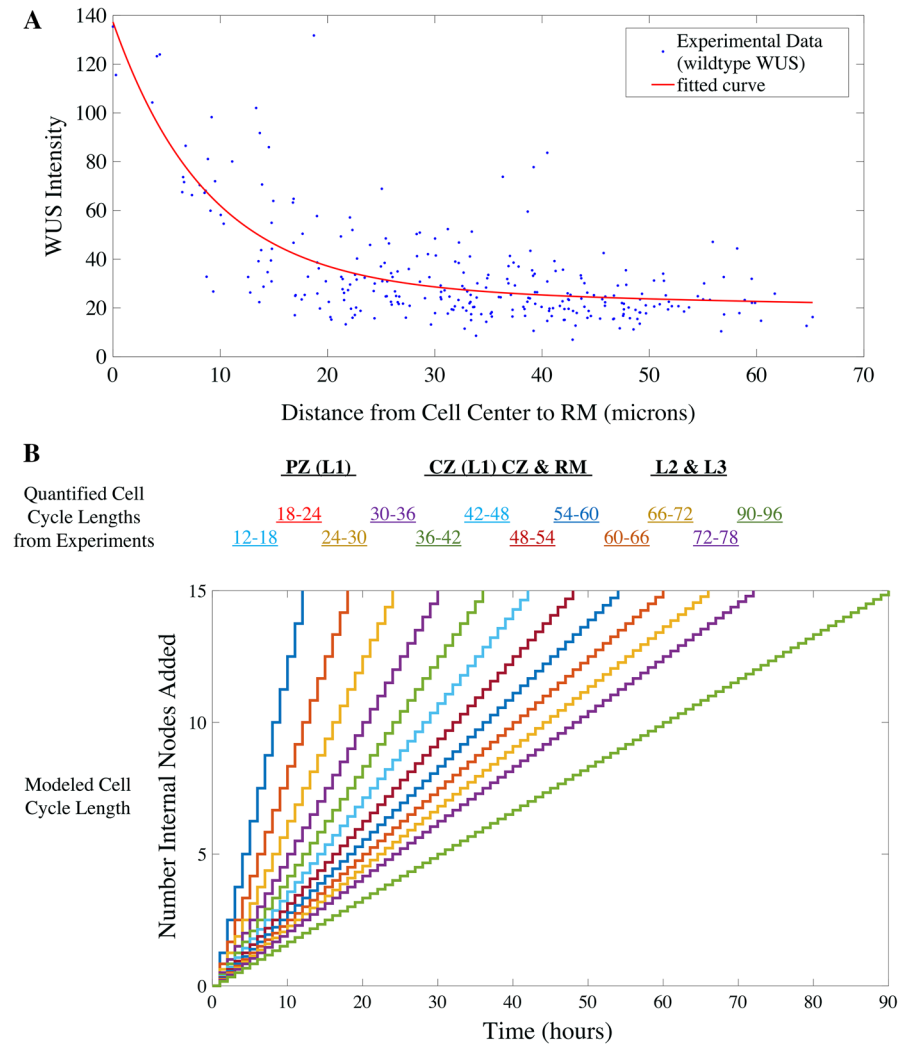 A
140
120
100
80
60
40
20
0
WUS Intensity
Experimental Data
(wildtype WUS)
fitted curve
0 10 20 30 40 50 60 70
Distance from Cell Center to RM (microns)
B
PZ (L1) CZ (L1) CZ & RM L2 & L3
Quantified Cell
Cycle Lengths
from Experiments
18-24 30-36 42-48 54-60 66-72 90-96
12-18 24-30 36-42 48-54 60-66 72-78
Modeled Cell
Cycle Length
Number Internal Nodes Added
15
10
5
0
0 10 20 30 40 50 60 70 80 90
Time (hours)